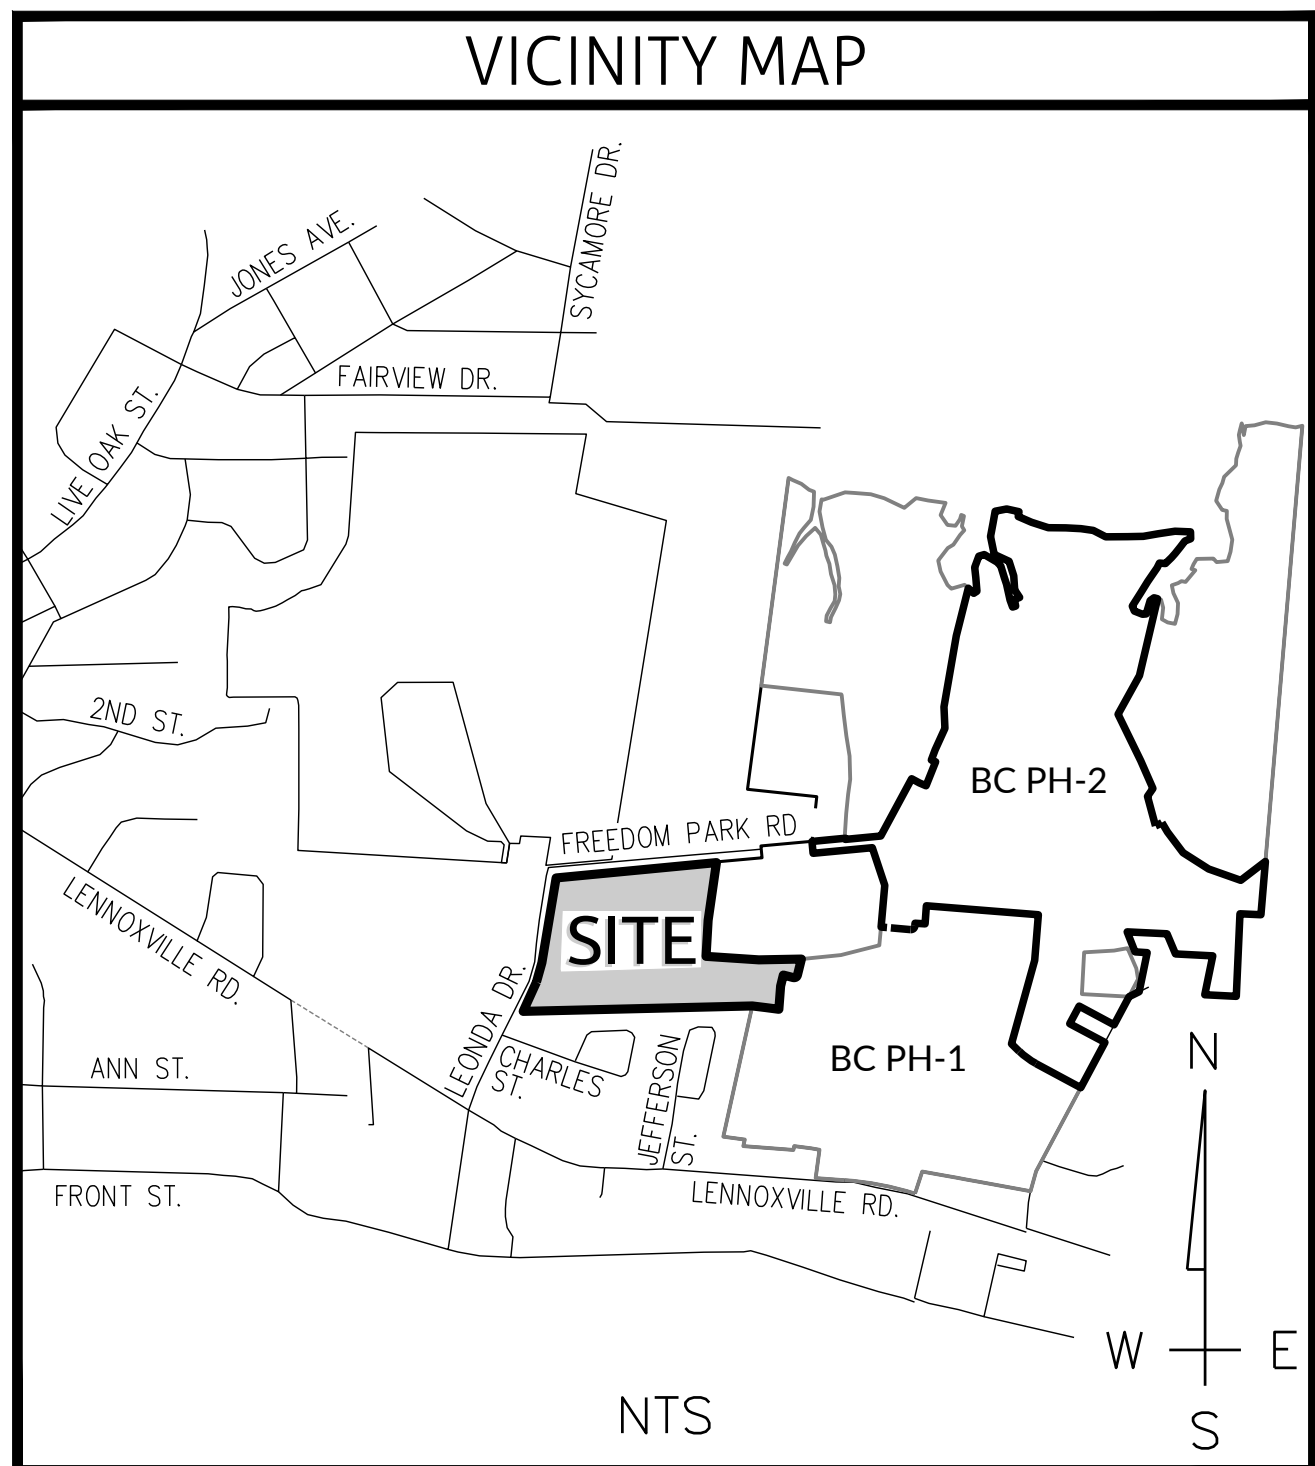 VICINITY MAP
SYCAMORE DR.
JONES AVE.
FAIRVIEW DR.
LIVE OAK ST.
2ND ST.
BC PH-2
FREEDOM PARK RD
LENNOXVILLE RD.
SITE
LEONDA DR.
CHARLES
ST.
JEFFERSON
ST.
BC PH-1
ANN ST.
FRONT ST.
LENNOXVILLE RD.
N
W
E
S
NTS